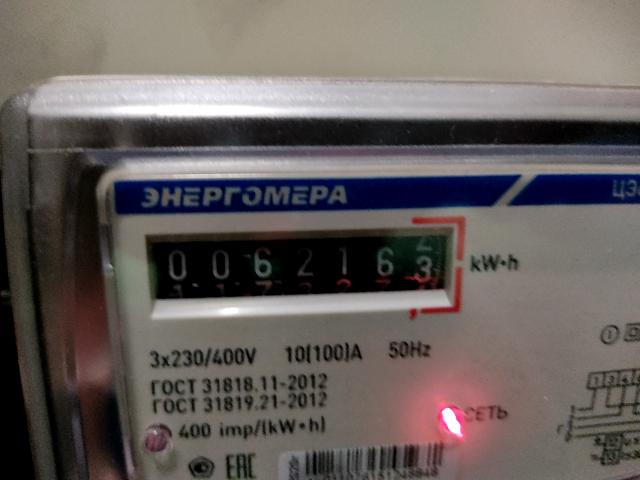 ЭНЕРГОМЕРА
0062163
kW•h
3x230/400V 10(100)A 50Hz
ГОСТ 31818.11-2012
ГОСТ 31819.21-2012
400 imp/(kW•h)
СЕТЬ
EAC